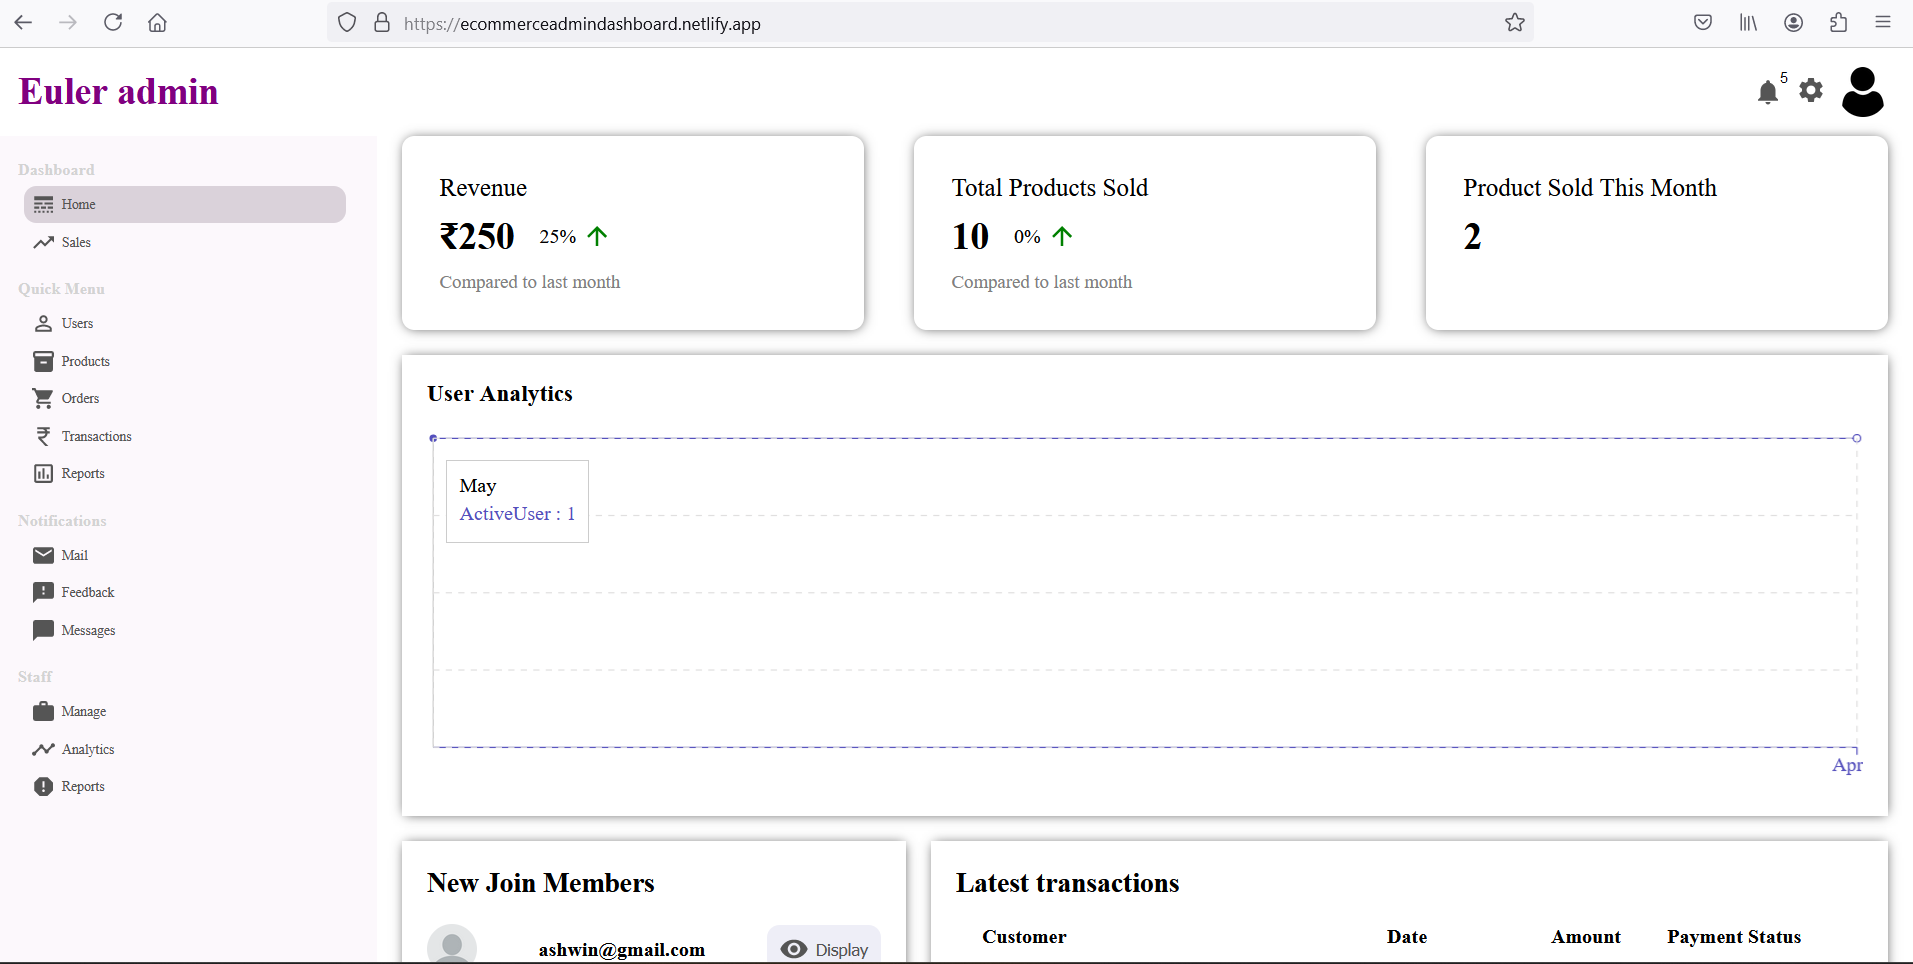 https://ecommerceadmindashboard.netlify.app
Euler admin
5
Dashboard
Home
Sales
Quick Menu
Users
Products
Orders
Transactions
Reports
Notifications
Mail
Feedback
Messages
Staff
Manage
Analytics
Reports
Revenue
₹250 25%
Compared to last month
Total Products Sold
10 0%
Compared to last month
Product Sold This Month
2
User Analytics
May
ActiveUser : 1
Apr
New Join Members
ashwin@gmail.com Display
Latest transactions
Customer Date Amount Payment Status